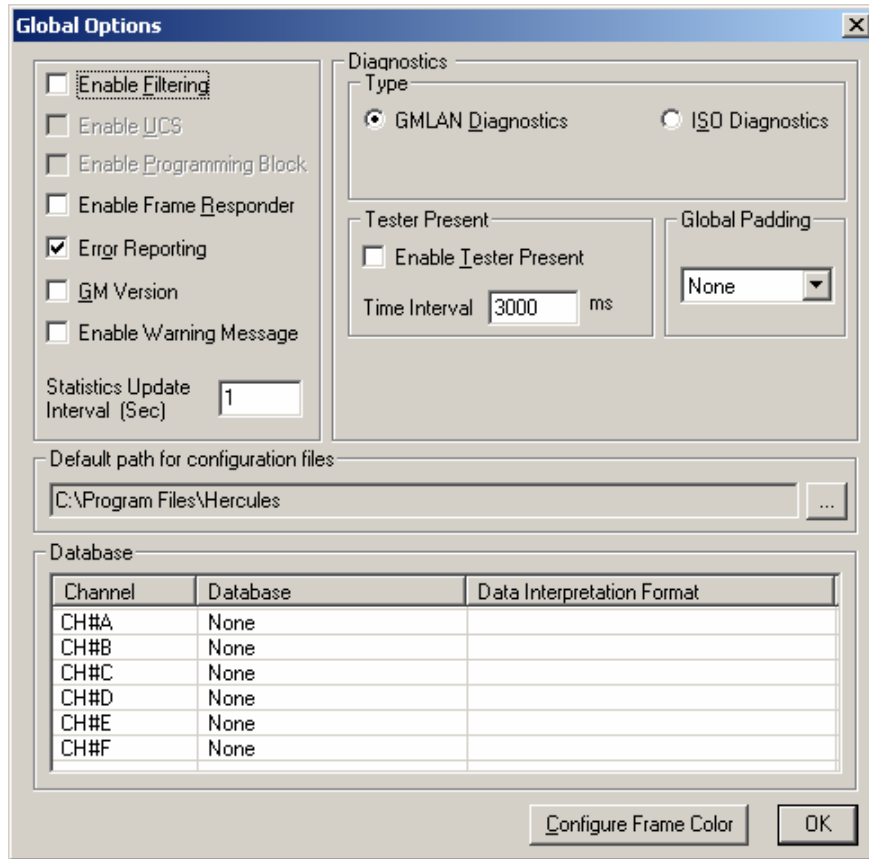 Global Options
Enable Filtering
Enable UCS
Enable Programming Block
Enable Frame Responder
Error Reporting
GM Version
Enable Warning Message
Statistics Update
Interval (Sec)
1
Diagnostics
Type
GMLAN Diagnostics
ISO Diagnostics
Tester Present
Enable Tester Present
Time Interval 3000 ms
Global Padding
None
Default path for configuration files
C:\Program Files\Hercules
...
Database
Channel Database Data Interpretation Format
CH#A None
CH#B None
CH#C None
CH#D None
CH#E None
CH#F None
Configure Frame Color OK